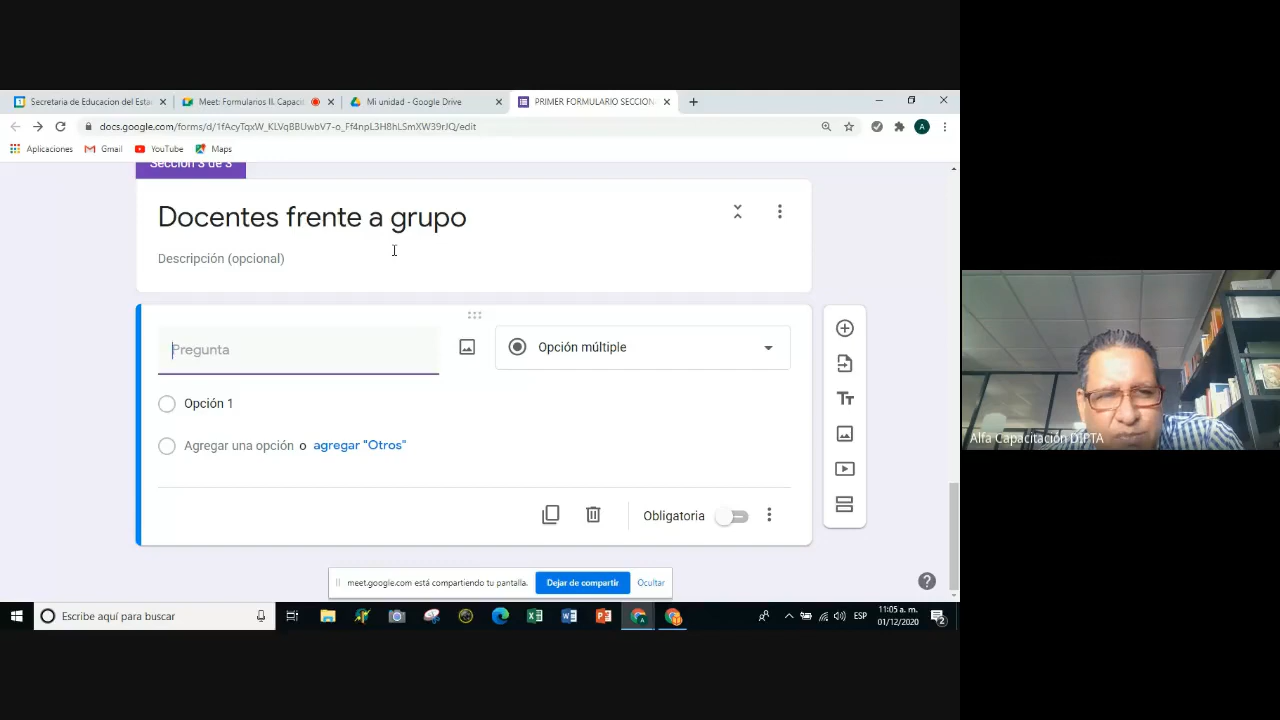 Secretaria de Educacion del Esta
Meet: Formularios II. Capac
Mi unidad - Google Drive
PRIMER FORMULARIO SECCION
docs.google.com/forms/d/1fAcyTqxW_KLVqBBUwbV7-o_Ff4npL3H8hLSmXW39rJQ/edit
Aplicaciones
Gmail
YouTube
Maps
Sección 3 de 3
Docentes frente a grupo
Descripción (opcional)
Pregunta
Opción múltiple
Opción 1
Agregar una opción o agregar "Otros"
Obligatoria
meet.google.com está compartiendo tu pantalla.
Dejar de compartir
Ocultar
Escribe aquí para buscar
ESP
11:05 a. m.
01/12/2020
2
Alfa Capacitación DIPTA